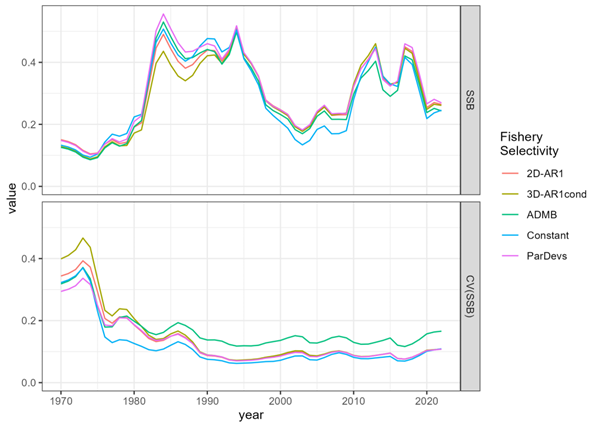 0.4
0.2
0.0
SSB
value
0.4
0.2
0.0
CV(SSB)
1970 1980 1990 2000 2010 2020
year
Fishery
Selectivity
2D-AR1
3D-AR1cond
ADMB
Constant
ParDevs